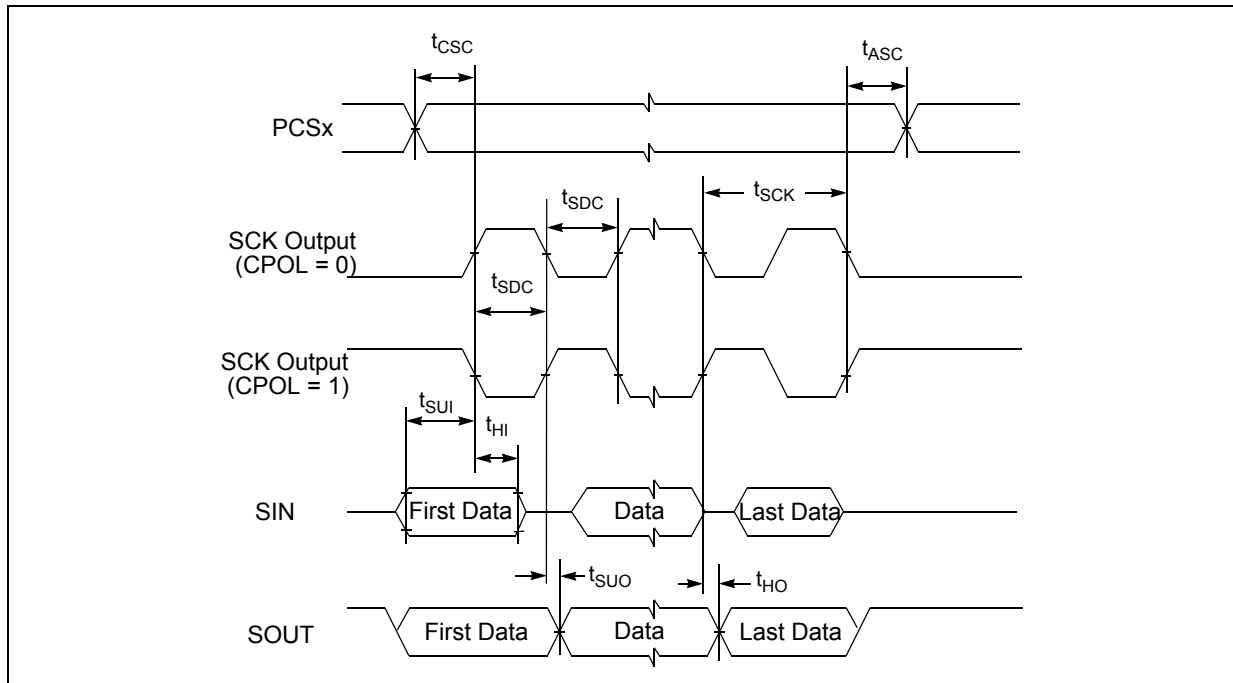 tCSC
tASC
PCSx
tSDC
tSCK
SCK Output
(CPOL = 0)
tSDC
SCK Output
(CPOL = 1)
tSUI
tHI
SIN
First Data
Data
Last Data
tSUO
tHO
SOUT
First Data
Data
Last Data